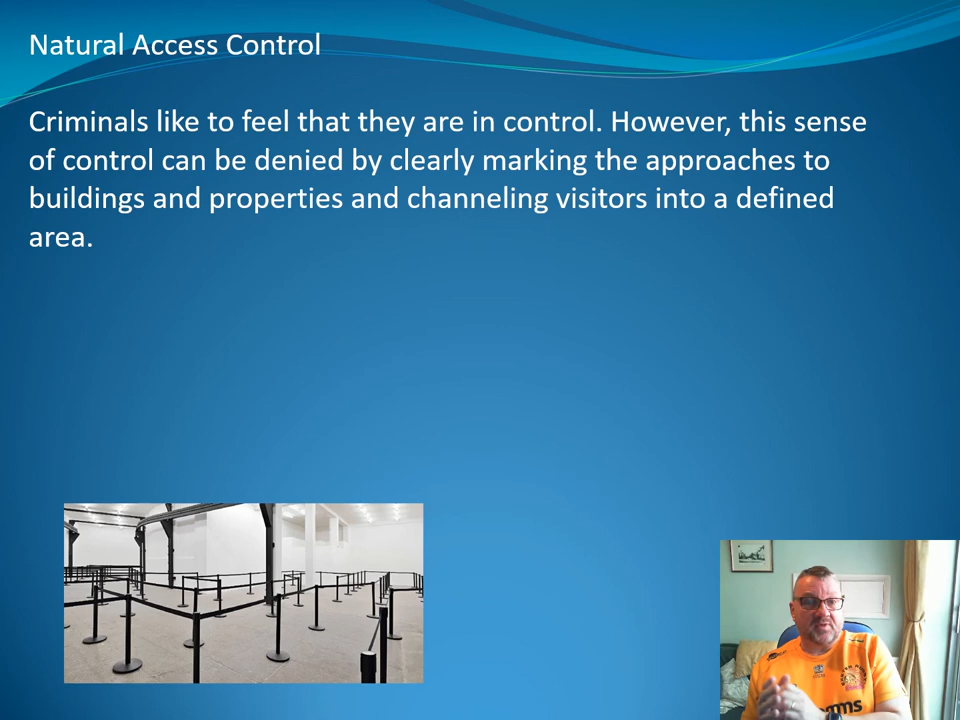 Natural Access Control
Criminals like to feel that they are in control. However, this sense
of control can be denied by clearly marking the approaches to
buildings and properties and channeling visitors into a defined
area.